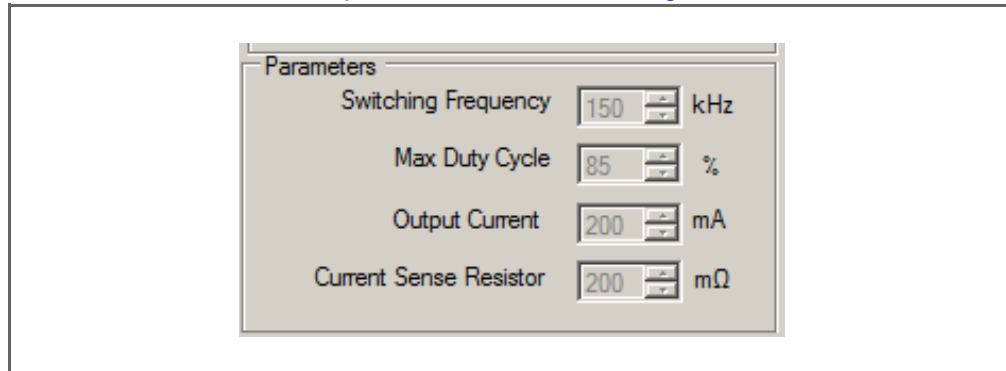 Parameters
Switching Frequency 150 kHz
Max Duty Cycle 85 %
Output Current 200 mA
Current Sense Resistor 200 mΩ